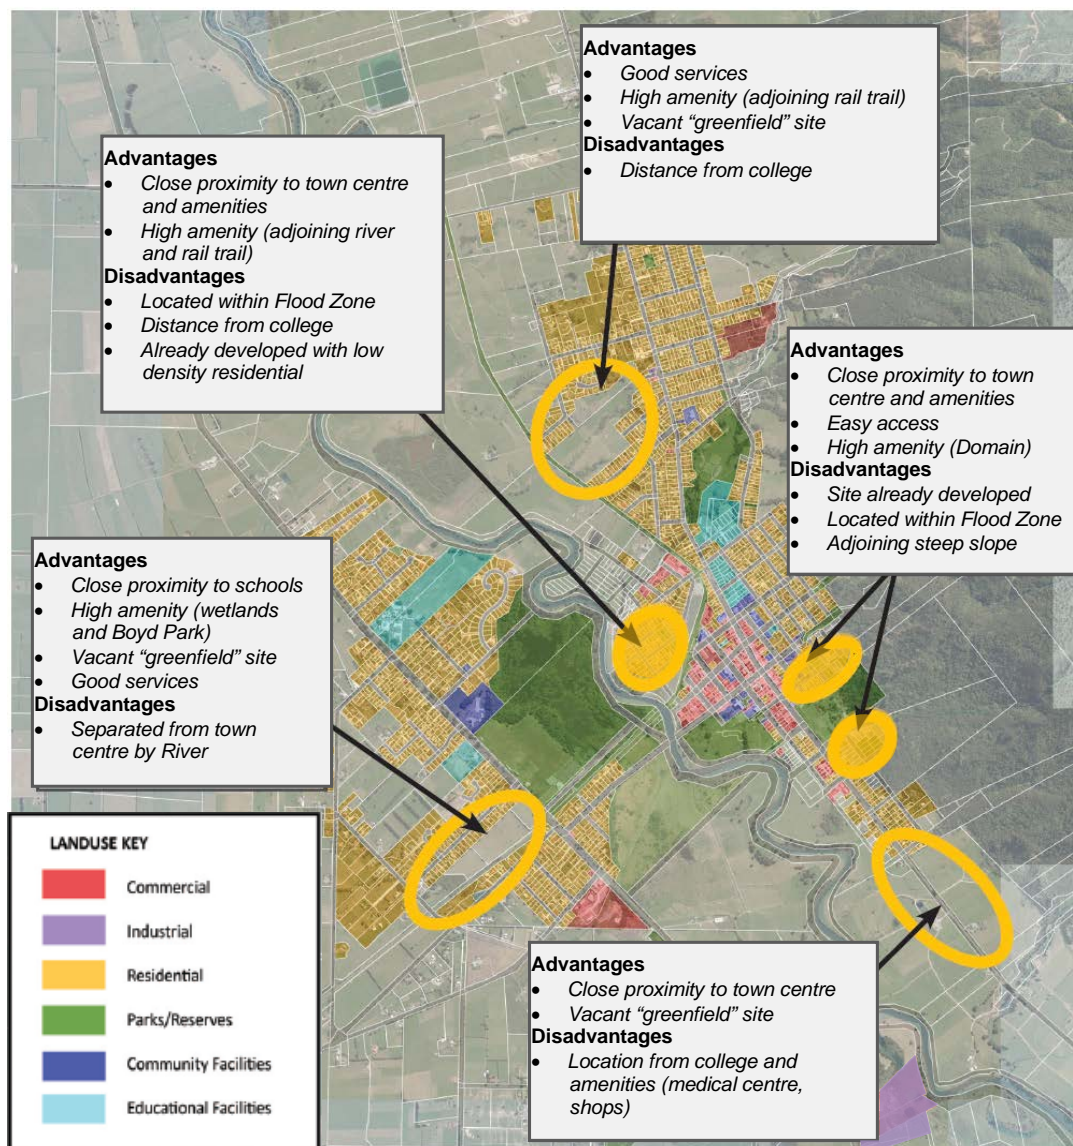 Advantages
• Good services
• High amenity (adjoining rail trail)
• Vacant “greenfield” site
Disadvantages
• Distance from college
Advantages
• Close proximity to town centre
and amenities
• High amenity (adjoining river
and rail trail)
Disadvantages
• Located within Flood Zone
• Distance from college
• Already developed with low
density residential
Advantages
• Close proximity to town
centre and amenities
• Easy access
• High amenity (Domain)
Disadvantages
• Site already developed
• Located within Flood Zone
• Adjoining steep slope
Advantages
• Close proximity to schools
• High amenity (wetlands
and Boyd Park)
• Vacant “greenfield” site
• Good services
Disadvantages
• Separated from town
centre by River
LANDUSE KEY
Commercial
Industrial
Residential
Parks/Reserves
Community Facilities
Educational Facilities
Advantages
• Close proximity to town centre
• Vacant “greenfield” site
Disadvantages
• Location from college and
amenities (medical centre,
shops)